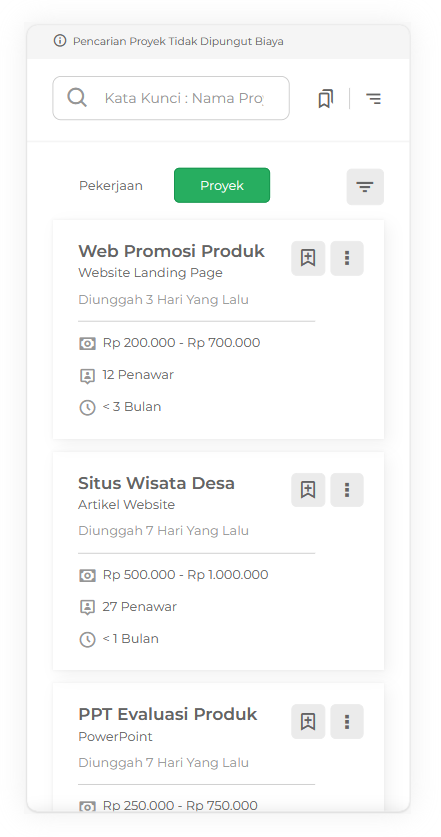 Pencarian Proyek Tidak Dipungut Biaya
Kata Kunci : Nama Pro
Pekerjaan
Proyek
Web Promosi Produk
Website Landing Page
Diunggah 3 Hari Yang Lalu
Rp 200.000 - Rp 700.000
12 Penawar
< 3 Bulan
Situs Wisata Desa
Artikel Website
Diunggah 7 Hari Yang Lalu
Rp 500.000 - Rp 1.000.000
27 Penawar
< 1 Bulan
PPT Evaluasi Produk
PowerPoint
Diunggah 7 Hari Yang Lalu
Rp 250.000 - Rp 750.000